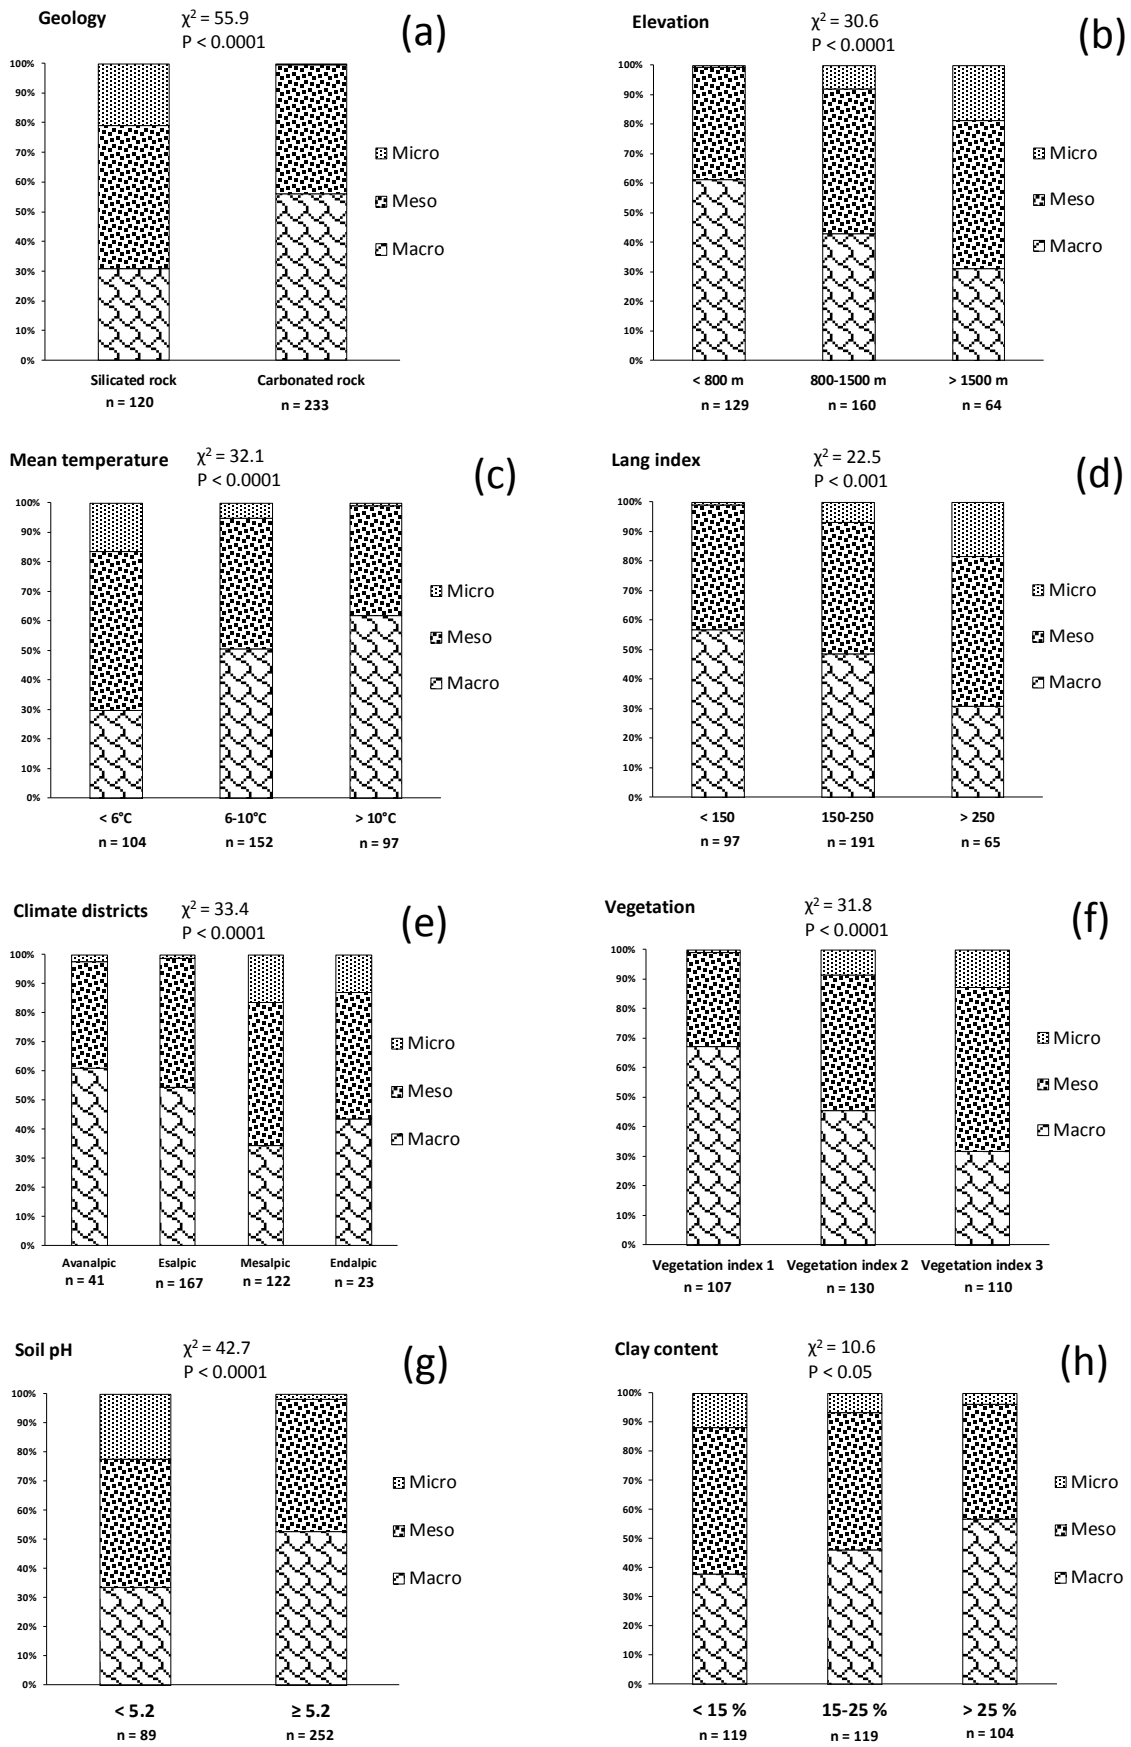 Geology
χ² = 55.9
P < 0.0001
(a)
100%
90%
80%
70%
60%
50%
40%
30%
20%
10%
0%
Micro
Meso
Macro
Silicated rock
Carbonated rock
n = 120
n = 233
Elevation
χ² = 30.6
P < 0.0001
(b)
100%
90%
80%
70%
60%
50%
40%
30%
20%
10%
0%
Micro
Meso
Macro
< 800 m
800-1500 m
> 1500 m
n = 129
n = 160
n = 64
Mean temperature
χ² = 32.1
P < 0.0001
(c)
100%
90%
80%
70%
60%
50%
40%
30%
20%
10%
0%
Micro
Meso
Macro
< 6°C
6-10°C
> 10°C
n = 104
n = 152
n = 97
Lang index
χ² = 22.5
P < 0.001
(d)
100%
90%
80%
70%
60%
50%
40%
30%
20%
10%
0%
Micro
Meso
Macro
< 150
150-250
> 250
n = 97
n = 191
n = 65
Climate districts
χ² = 33.4
P < 0.0001
(e)
100%
90%
80%
70%
60%
50%
40%
30%
20%
10%
0%
Micro
Meso
Macro
Avanalpic
Esalpic
Mesalpic
Endalpic
n = 41
n = 167
n = 122
n = 23
Vegetation
χ² = 31.8
P < 0.0001
(f)
100%
90%
80%
70%
60%
50%
40%
30%
20%
10%
0%
Micro
Meso
Macro
Vegetation index 1
Vegetation index 2
Vegetation index 3
n = 107
n = 130
n = 110
Soil pH
χ² = 42.7
P < 0.0001
(g)
100%
90%
80%
70%
60%
50%
40%
30%
20%
10%
0%
Micro
Meso
Macro
< 5.2
≥ 5.2
n = 89
n = 252
Clay content
χ² = 10.6
P < 0.05
(h)
100%
90%
80%
70%
60%
50%
40%
30%
20%
10%
0%
Micro
Meso
Macro
< 15 %
15-25 %
> 25 %
n = 119
n = 119
n = 104